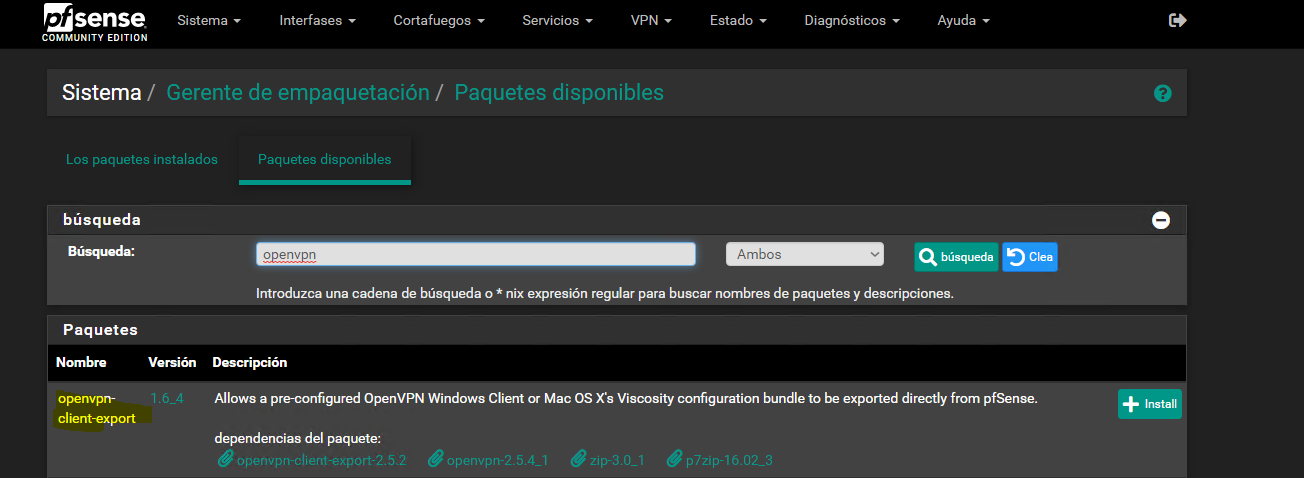 pfsense
COMMUNITY EDITION
Sistema Interfases Cortafuegos Servicios VPN Estado Diagnósticos Ayuda
Sistema / Gerente de empaquetación / Paquetes disponibles
Los paquetes instalados Paquetes disponibles
búsqueda
Búsqueda: openvpn Ambos búsqueda Clea
Introduzca una cadena de búsqueda o * nix expresión regular para buscar nombres de paquetes y descripciones.
Paquetes
Nombre Versión Descripción
openvpn- 1.6_4 Allows a pre-configured OpenVPN Windows Client or Mac OS X's Viscosity configuration bundle to be exported directly from pfSense. Install
client-export
dependencias del paquete:
openvpn-client-export-2.5.2 openvpn-2.5.4_1 zip-3.0_1 p7zip-16.02_3